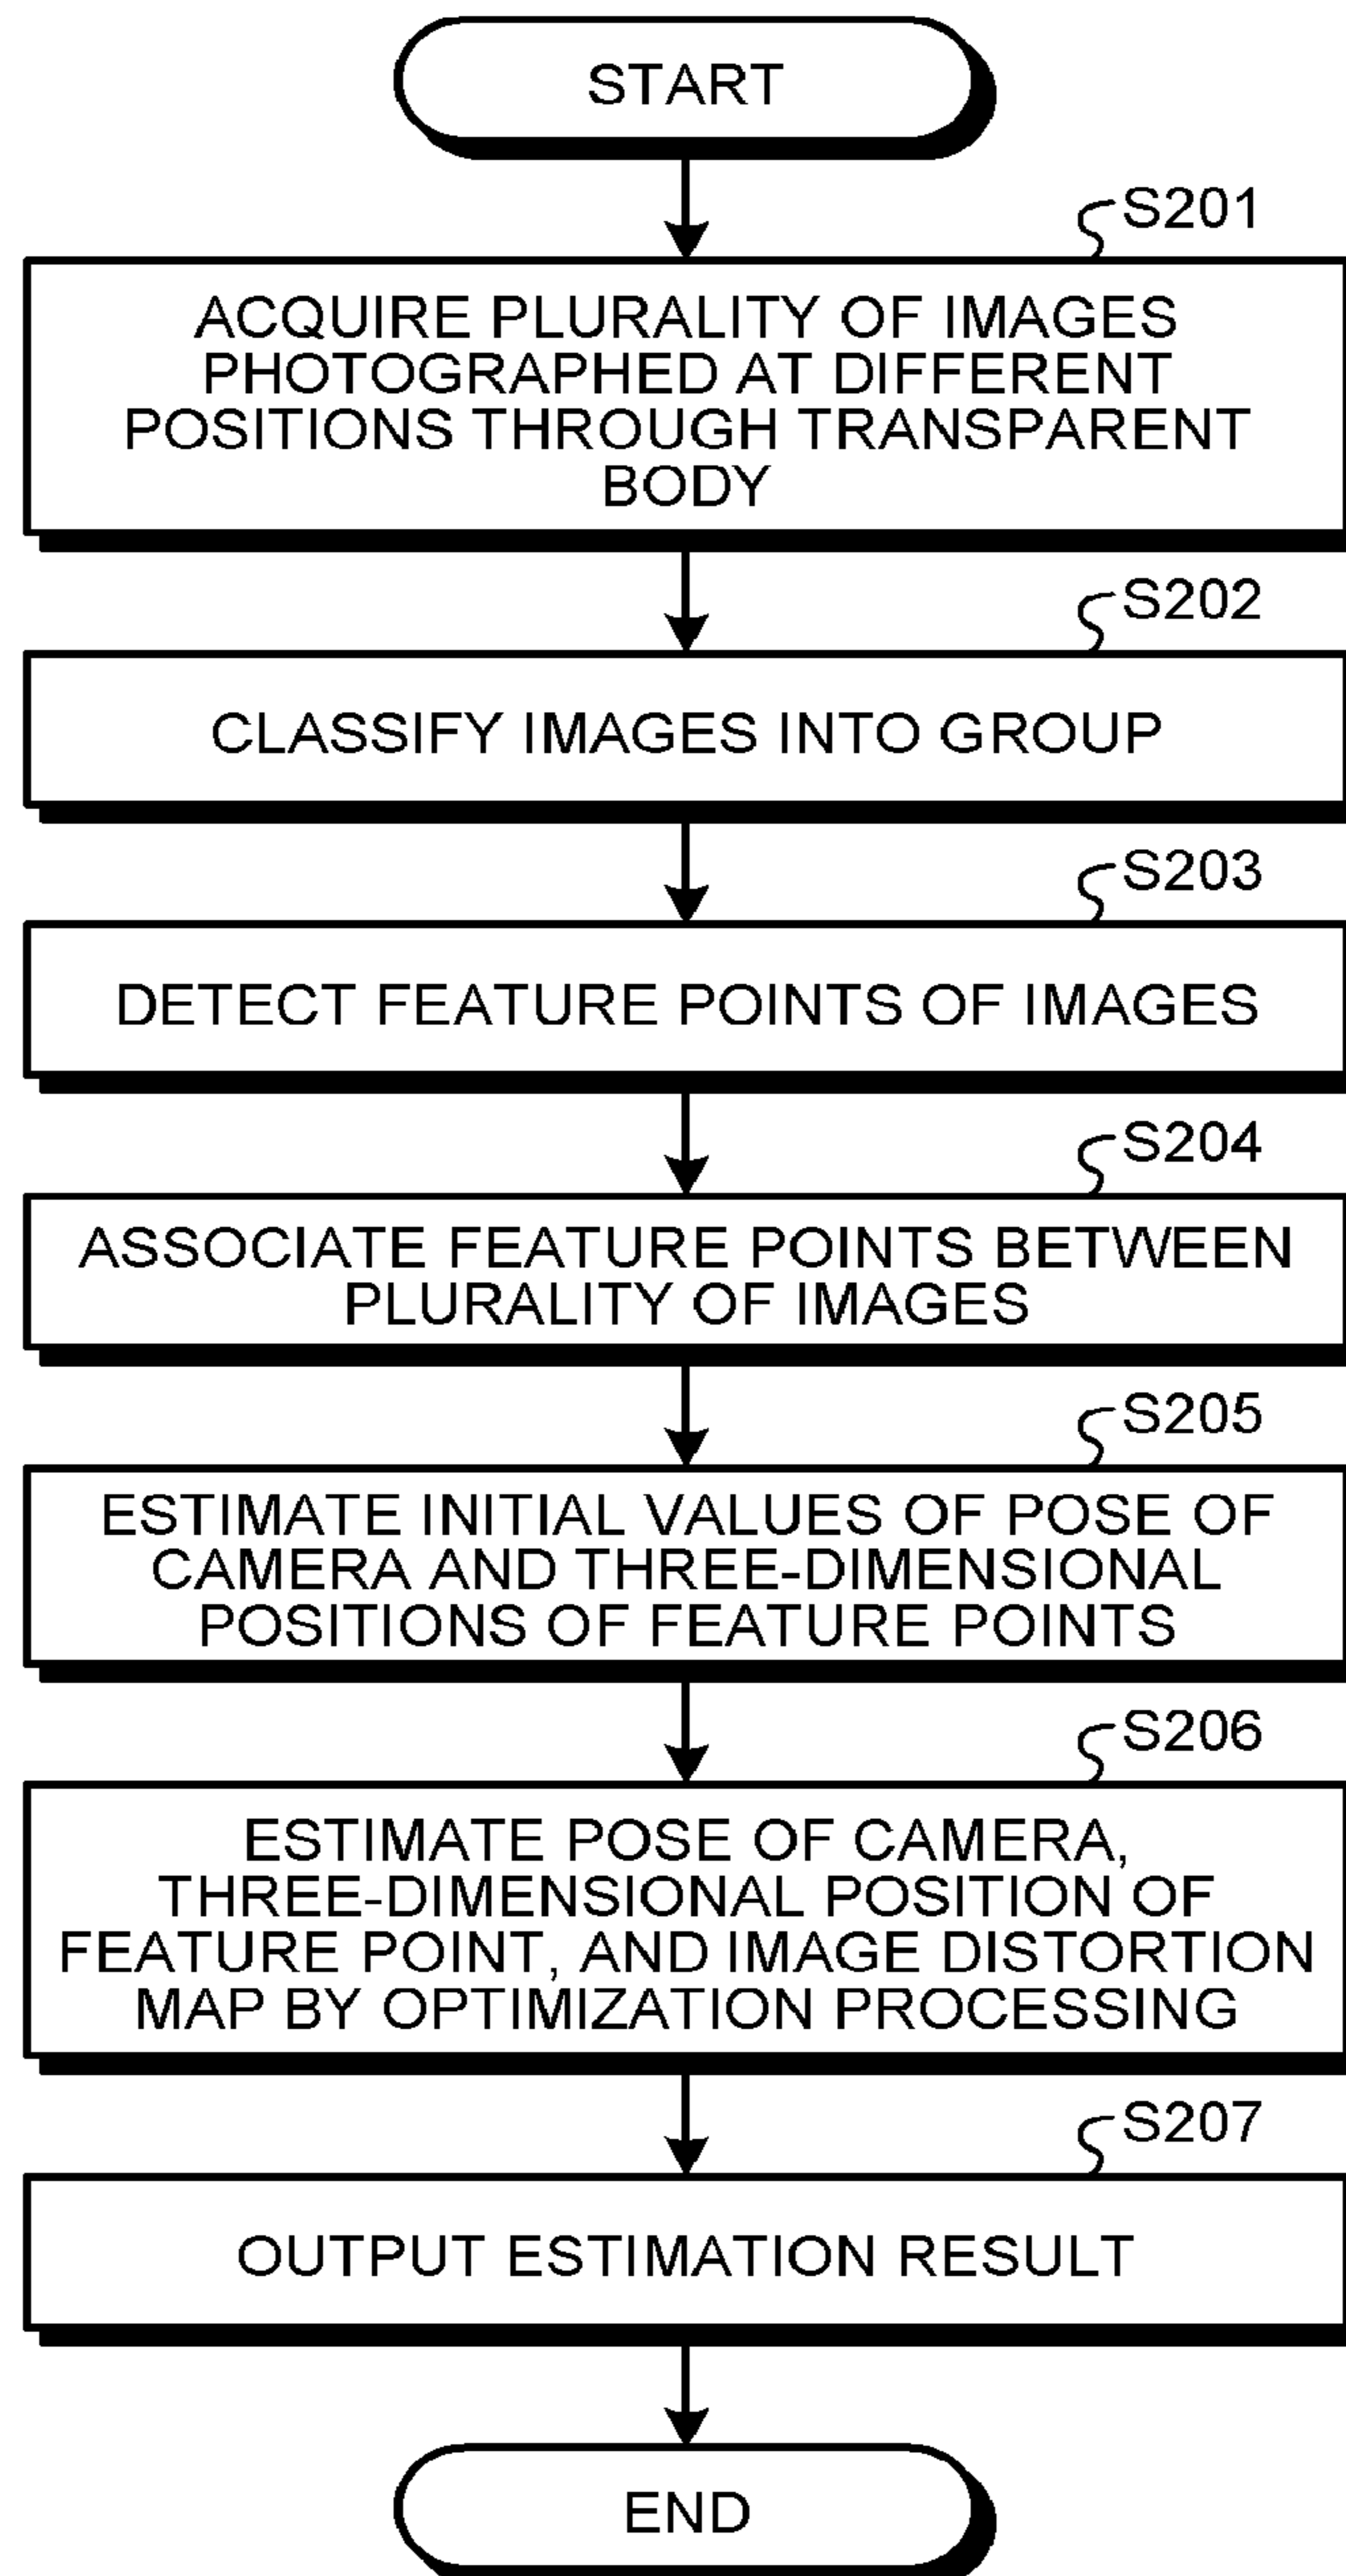 START
S201
ACQUIRE PLURALITY OF IMAGES
PHOTOGRAPHED AT DIFFERENT
POSITIONS THROUGH TRANSPARENT
BODY
S202
CLASSIFY IMAGES INTO GROUP
S203
DETECT FEATURE POINTS OF IMAGES
S204
ASSOCIATE FEATURE POINTS BETWEEN
PLURALITY OF IMAGES
S205
ESTIMATE INITIAL VALUES OF POSE OF
CAMERA AND THREE-DIMENSIONAL
POSITIONS OF FEATURE POINTS
S206
ESTIMATE POSE OF CAMERA,
THREE-DIMENSIONAL POSITION OF
FEATURE POINT, AND IMAGE DISTORTION
MAP BY OPTIMIZATION PROCESSING
S207
OUTPUT ESTIMATION RESULT
END